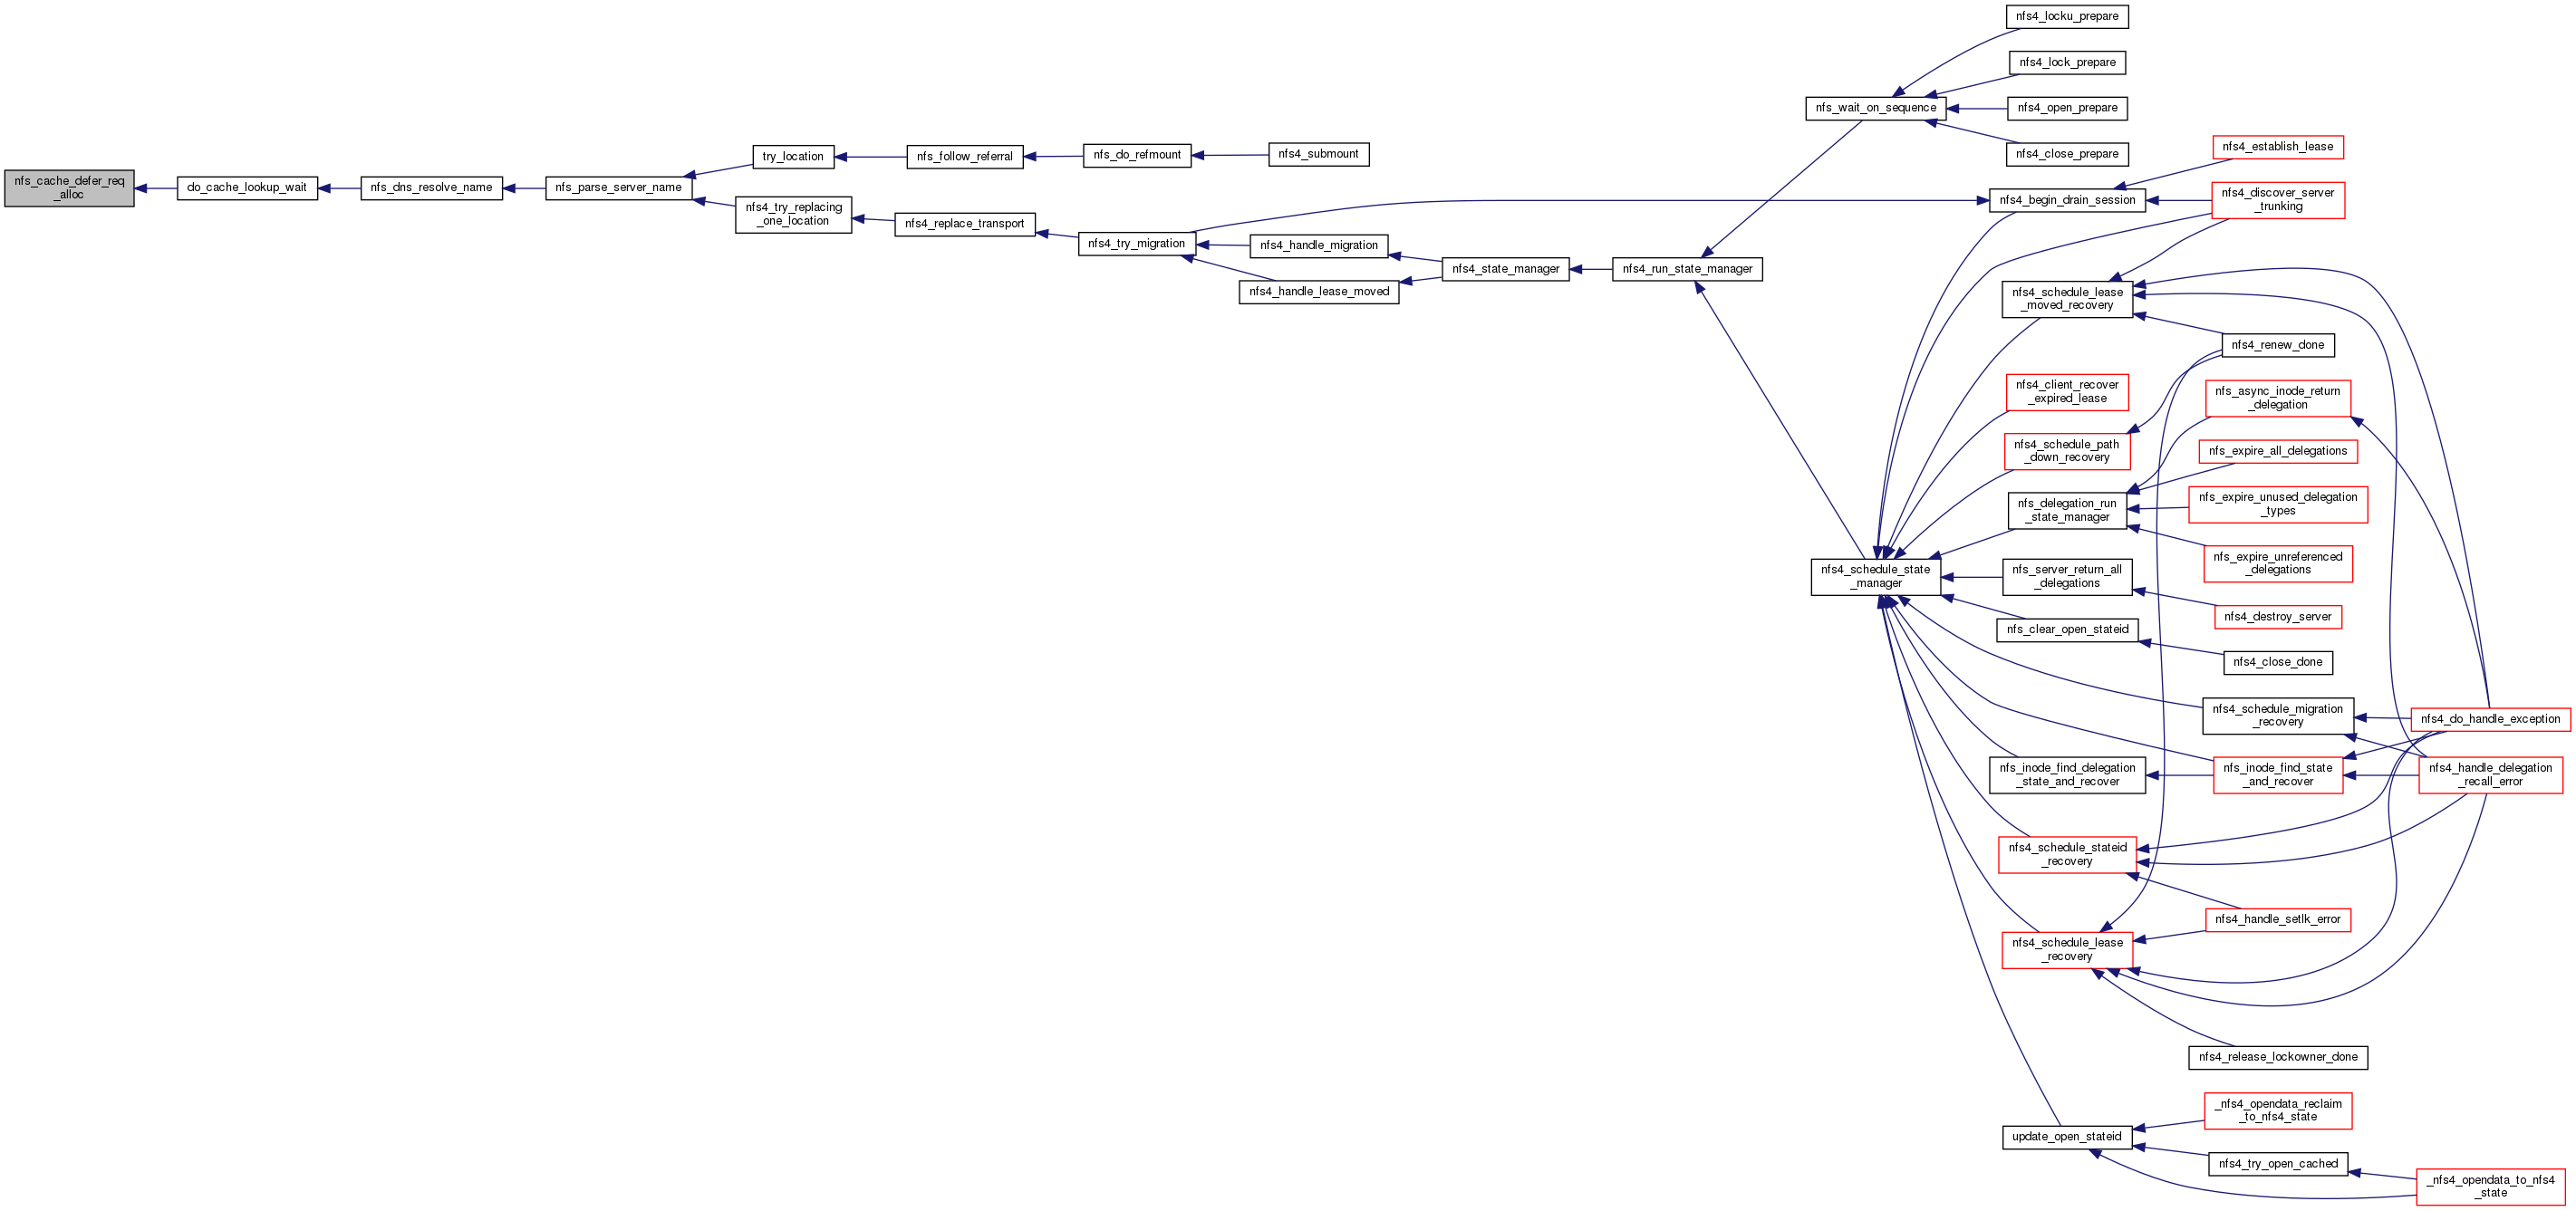 nfs_cache_defer_req
_alloc
do_cache_lookup_wait
nfs_dns_resolve_name
nfs_parse_server_name
try_location
nfs4_try_replacing
_one_location
nfs_follow_referral
nfs4_replace_transport
nfs_do_refmount
nfs4_try_migration
nfs4_submount
nfs4_handle_migration
nfs4_handle_lease_moved
nfs4_state_manager
nfs4_run_state_manager
nfs_wait_on_sequence
nfs4_schedule_state
_manager
nfs4_locku_prepare
nfs4_lock_prepare
nfs4_open_prepare
nfs4_close_prepare
nfs4_begin_drain_session
nfs4_schedule_lease
_moved_recovery
nfs4_client_recover
_expired_lease
nfs4_schedule_path
_down_recovery
nfs_delegation_run
_state_manager
nfs_server_return_all
_delegations
nfs_clear_open_stateid
nfs_inode_find_delegation
_state_and_recover
nfs4_schedule_stateid
_recovery
nfs4_schedule_lease
_recovery
update_open_stateid
nfs4_establish_lease
nfs4_discover_server
_trunking
nfs4_renew_done
nfs_async_inode_return
_delegation
nfs_expire_all_delegations
nfs_expire_unused_delegation
_types
nfs_expire_unreferenced
_delegations
nfs4_destroy_server
nfs4_close_done
nfs4_schedule_migration
_recovery
nfs_inode_find_state
_and_recover
nfs4_handle_setlk_error
nfs4_release_lockowner_done
_nfs4_opendata_reclaim
_to_nfs4_state
nfs4_try_open_cached
nfs4_do_handle_exception
nfs4_handle_delegation
_recall_error
_nfs4_opendata_to_nfs4
_state